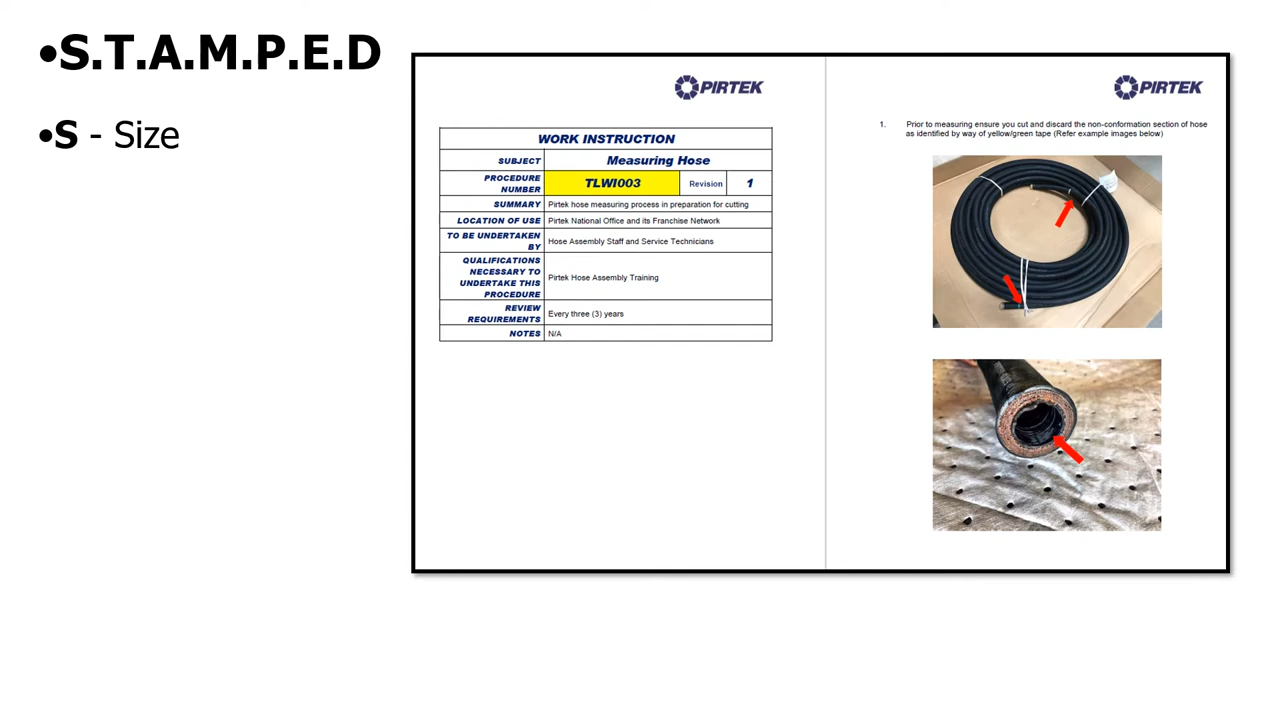 •S.T.A.M.P.E.D
•S - Size
PIRTEK
WORK INSTRUCTION
SUBJECT Measuring Hose
PROCEDURE NUMBER TLWI003 Revision 1
SUMMARY Pirtek hose measuring process in preparation for cutting
LOCATION OF USE Pirtek National Office and its Franchise Network
TO BE UNDERTAKEN BY Hose Assembly Staff and Service Technicians
QUALIFICATIONS NECESSARY TO UNDERTAKE THIS PROCEDURE Pirtek Hose Assembly Training
REVIEW REQUIREMENTS Every three (3) years
NOTES N/A
PIRTEK
1. Prior to measuring ensure you cut and discard the non-conformation section of hose
as identified by way of yellow/green tape (Refer example images below)